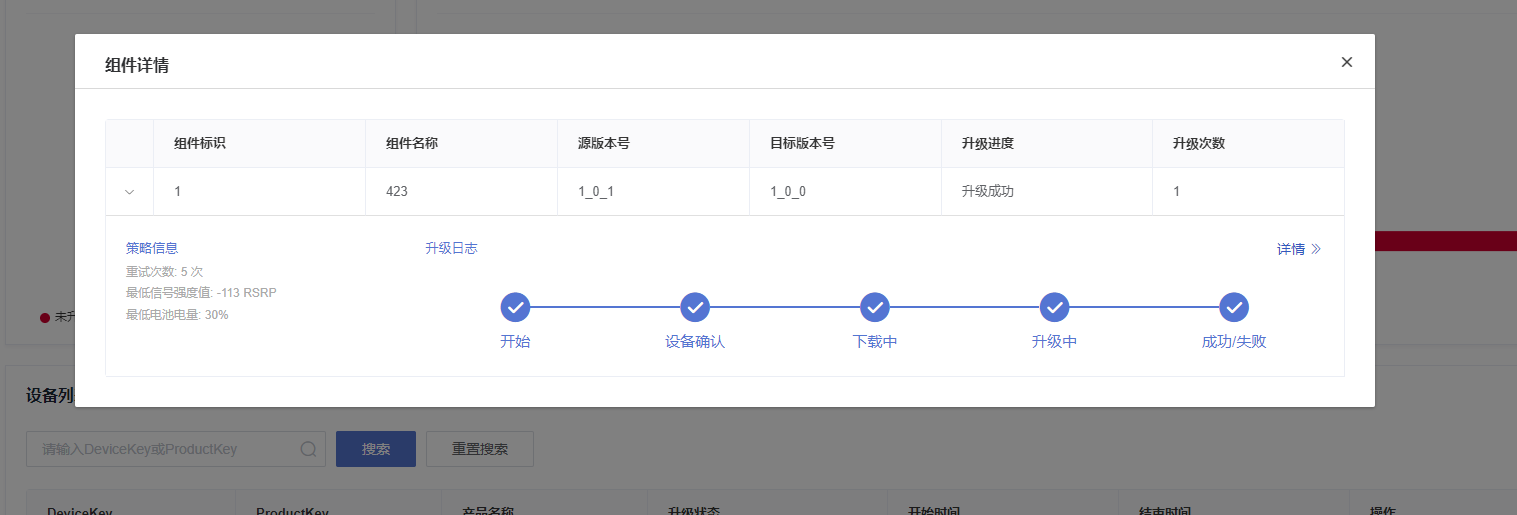 组件详情
组件标识 组件名称 源版本号 目标版本号 升级进度 升级次数
1 423 1_0_1 1_0_0 升级成功 1
策略信息 升级日志 详情
重试次数: 5 次
最低信号强度值: -113 RSRP
最低电池电量: 30%
开始 设备确认 下载中 升级中 成功/失败
未升
设备列
请输入DeviceKey或ProductKey 搜索 重置搜索
DeviceKey ProductKey 产品名称 升级状态 开始时间 结束时间 操作